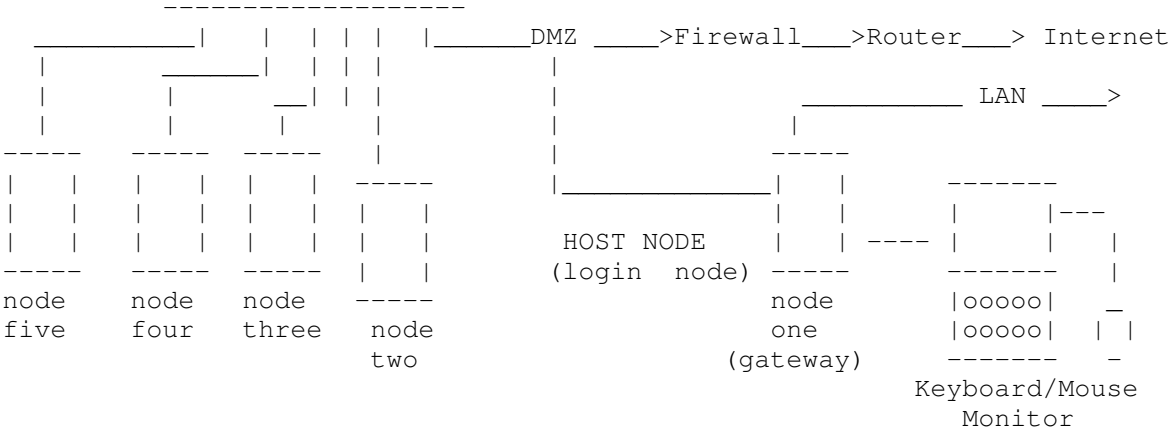 DMZ >Firewall >Router > Internet
LAN >
HOST NODE
(login node)
node node node node |ooooo|
five four three node one |ooooo|
two (gateway)
Keyboard/Mouse
Monitor